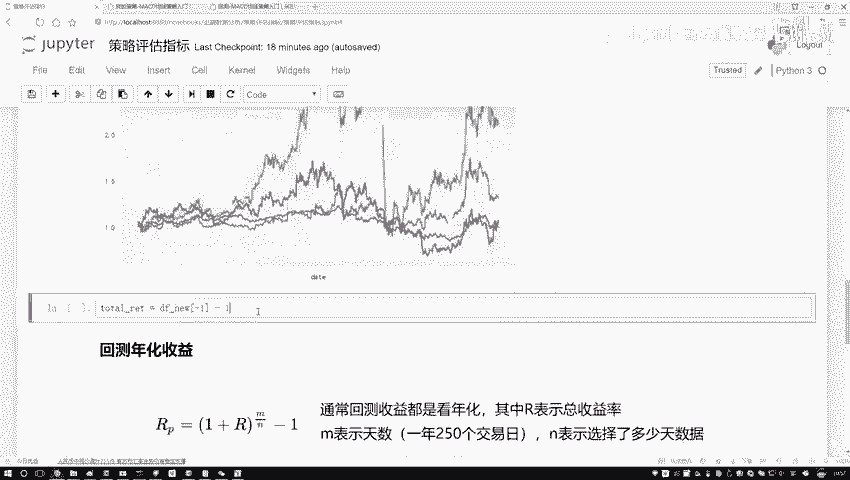 jupyter 策略评估指标 Last Checkpoint: 18 minutes ago (autosaved)
Layout
File Edit View Insert Cell Kernel Widgets Help
Trusted Python 3
Code
2.0
1.5
1.0
date
In [ ]: total_ret = df_new[-1] - 1
回测年化收益
R_p = (1 + R)^{\frac{m}{n}} - 1
通常回测收益都是看年化，其中R表示总收益率
m表示天数（一年250个交易日），n表示选择了多少天数据